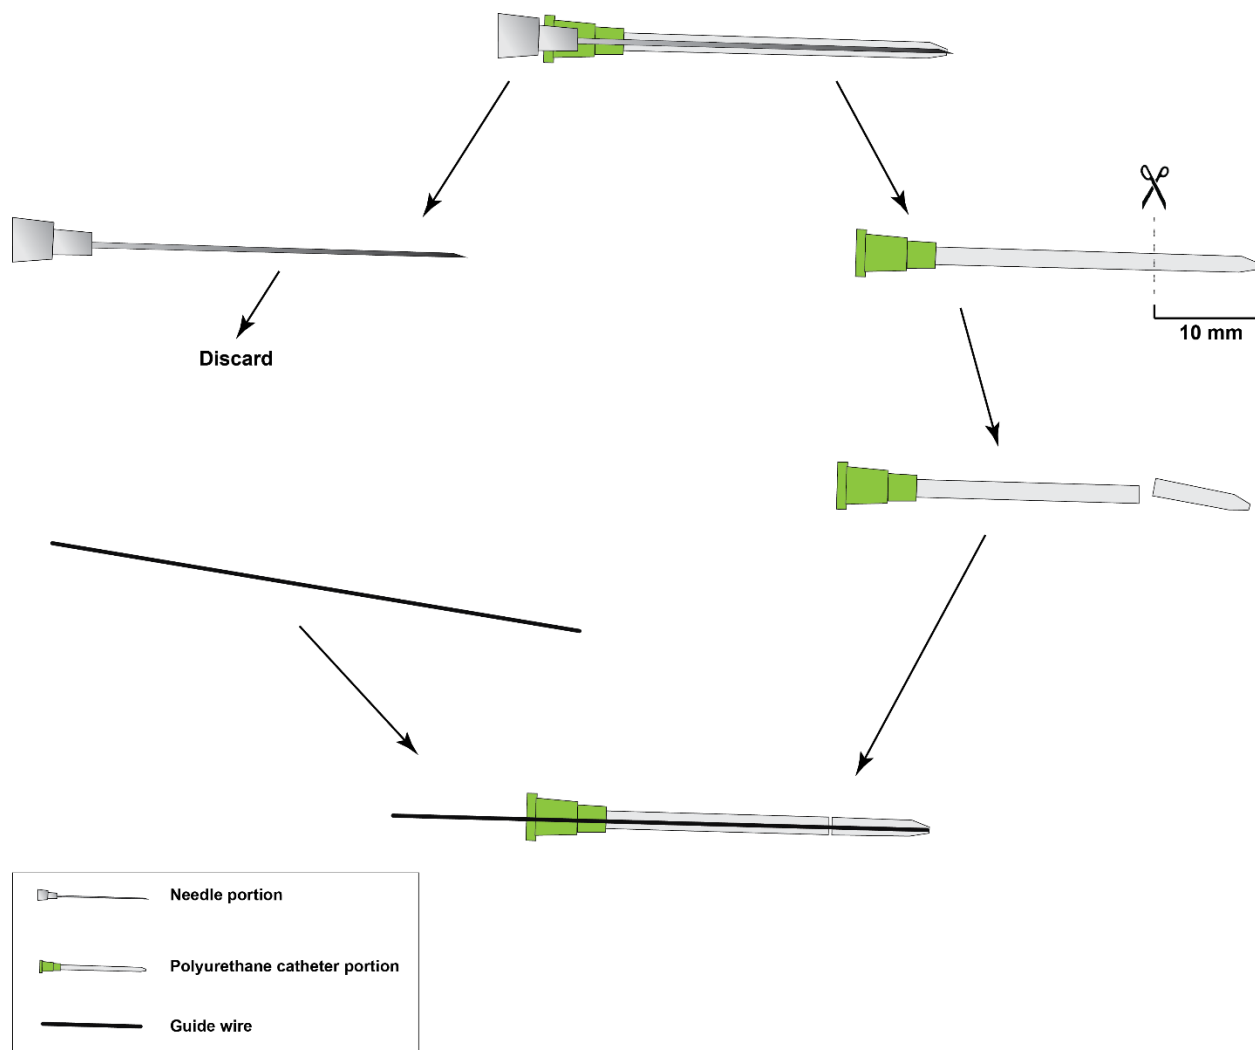 10 mm
Discard
Needle portion
Polyurethane catheter portion
Guide wire